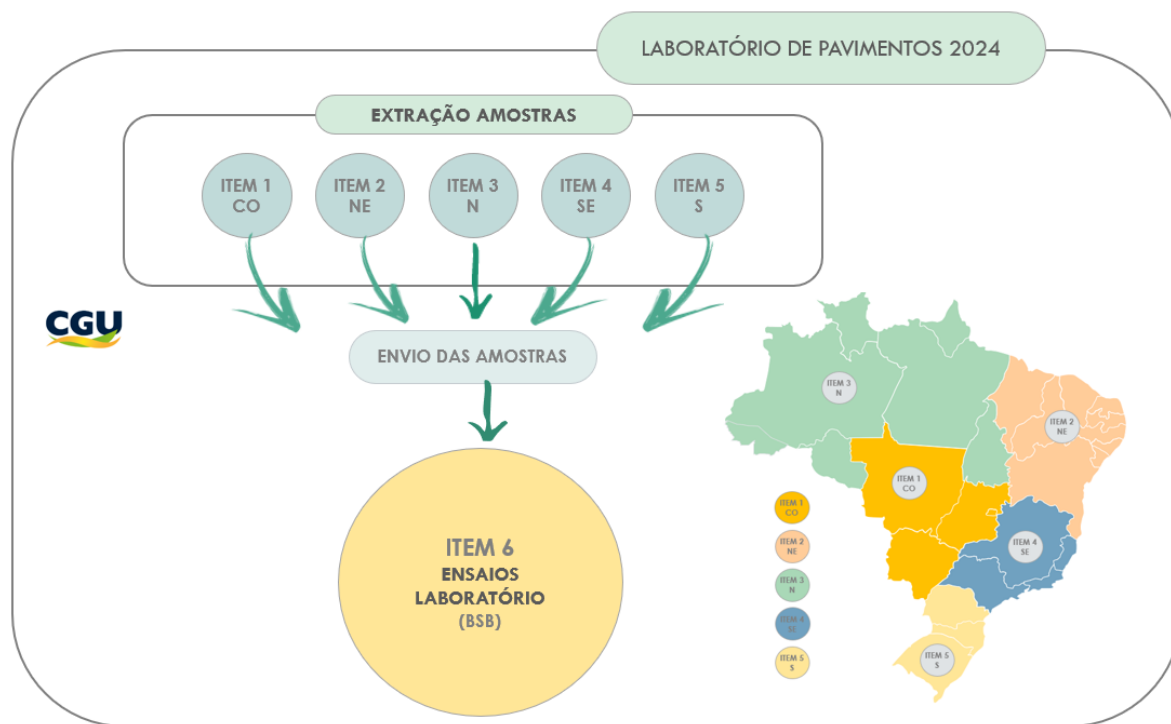 LABORATÓRIO DE PAVIMENTOS 2024
EXTRAÇÃO AMOSTRAS
ITEM 1
CO
ITEM 2
NE
ITEM 3
N
ITEM 4
SE
ITEM 5
S
CGU
ENVIO DAS AMOSTRAS
ITEM 6
ENSAIOS
LABORATÓRIO
(BSB)
ITEM 3
N
ITEM 2
NE
ITEM 1
CO
ITEM 4
SE
ITEM 5
S
ITEM 1
CO
ITEM 2
NE
ITEM 3
N
ITEM 4
SE
ITEM 5
S